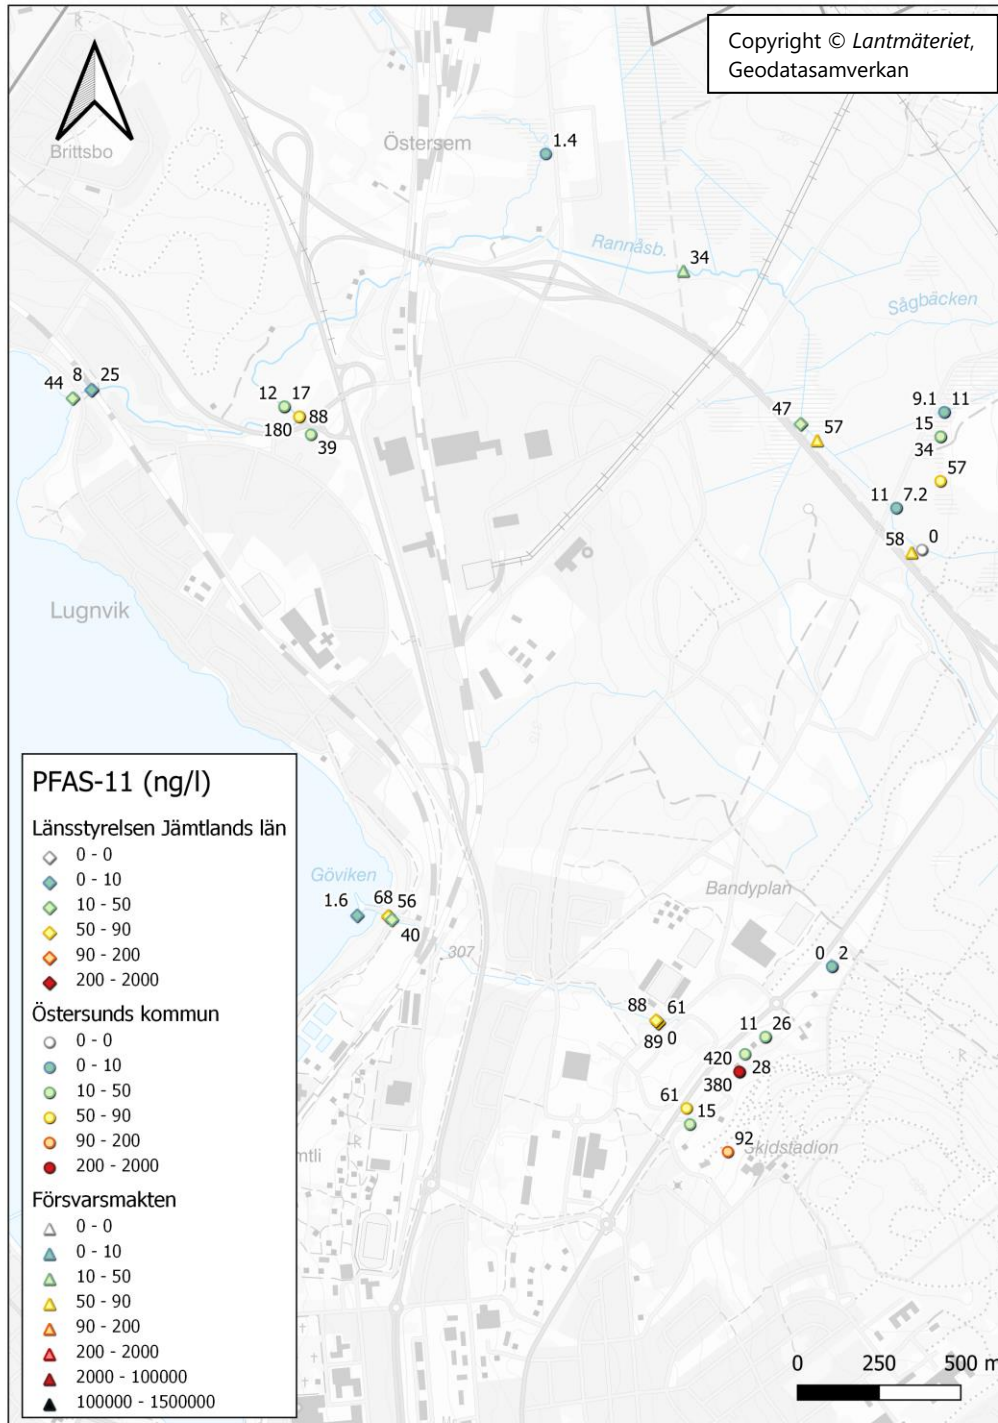 Copyright © Lantmäteriet,
Geodatasamverkan
Brittsbo
Östersem
1.4
Rannåsb.
34
Sågbäcken
44 8 25
12 17
180 88
39
47
57
9.1 11
15
34
57
11 7.2
58 0
Lugnvik
Göviken
1.6 68 56
40
307
Bandyplan
0 2
88 61
89 0
11 26
420
380 28
61
15
92
Skidstadion
mtli
PFAS-11 (ng/l)
Länsstyrelsen Jämtlands län
0 - 0
0 - 10
10 - 50
50 - 90
90 - 200
200 - 2000
Östersunds kommun
0 - 0
0 - 10
10 - 50
50 - 90
90 - 200
200 - 2000
Försvarsmakten
0 - 0
0 - 10
10 - 50
50 - 90
90 - 200
200 - 2000
2000 - 100000
100000 - 1500000
0 250 500 m